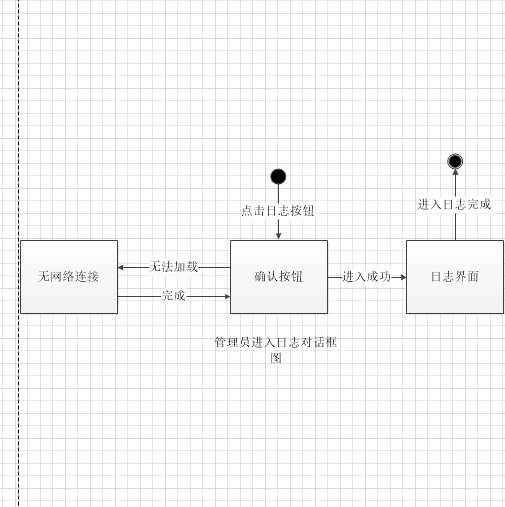 点击日志按钮
进入日志完成
无网络连接
无法加载
完成
确认按钮
进入成功
日志界面
管理员进入日志对话框
图